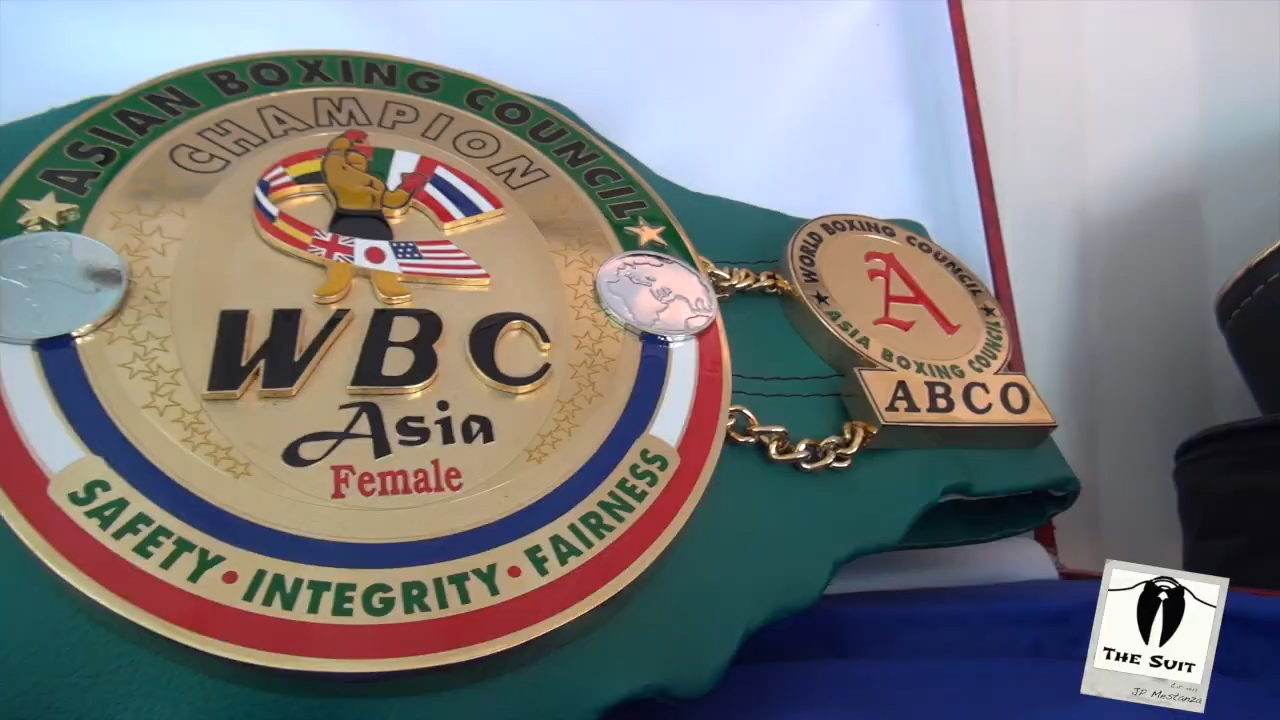 ASIAN BOXING COUNCIL
CHAMPION
WBC
Asia
Female
SAFETY • INTEGRITY • FAIRNESS
WORLD BOXING COUNCIL
A
ASIA BOXING COUNCIL
ABCO
THE SUIT
JP Mestanza